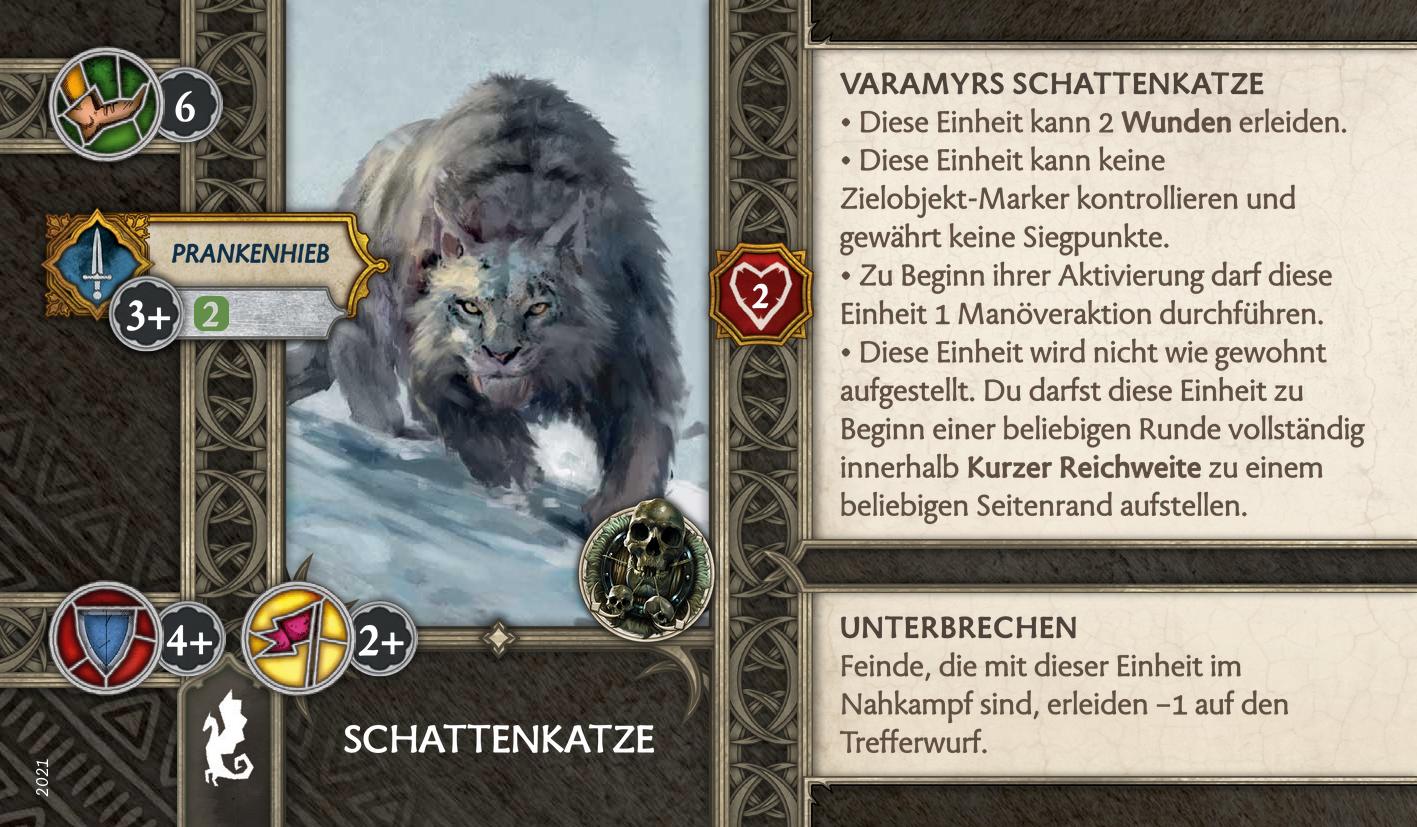 6
PRANKENHIEB
3+
2
2
4+
2+
SCHATTENKATZE
2021
VARAMYRS SCHATTENKATZE
• Diese Einheit kann 2 Wunden erleiden.
• Diese Einheit kann keine
Zielobjekt-Marker kontrollieren und
gewährt keine Siegpunkte.
• Zu Beginn ihrer Aktivierung darf diese
Einheit 1 Manöveraktion durchführen.
• Diese Einheit wird nicht wie gewohnt
aufgestellt. Du darfst diese Einheit zu
Beginn einer beliebigen Runde vollständig
innerhalb Kurzer Reichweite zu einem
beliebigen Seitenrand aufstellen.
UNTERBRECHEN
Feinde, die mit dieser Einheit im
Nahkampf sind, erleiden –1 auf den
Trefferwurf.